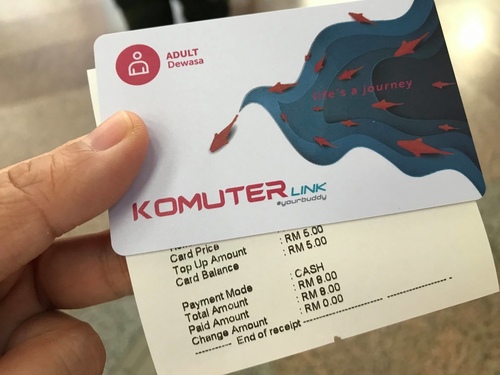 ADULT
Dewasa
life's a journey
KOMUTER LINK
#yourbuddy
Card Price
Top Up Amount : RM 5.00
Card Balance : RM 5.00
Payment Mode : CASH
Total Amount : RM 8.00
Paid Amount : RM 8.00
Change Amount : RM 0.00
---------- End of receipt ----------